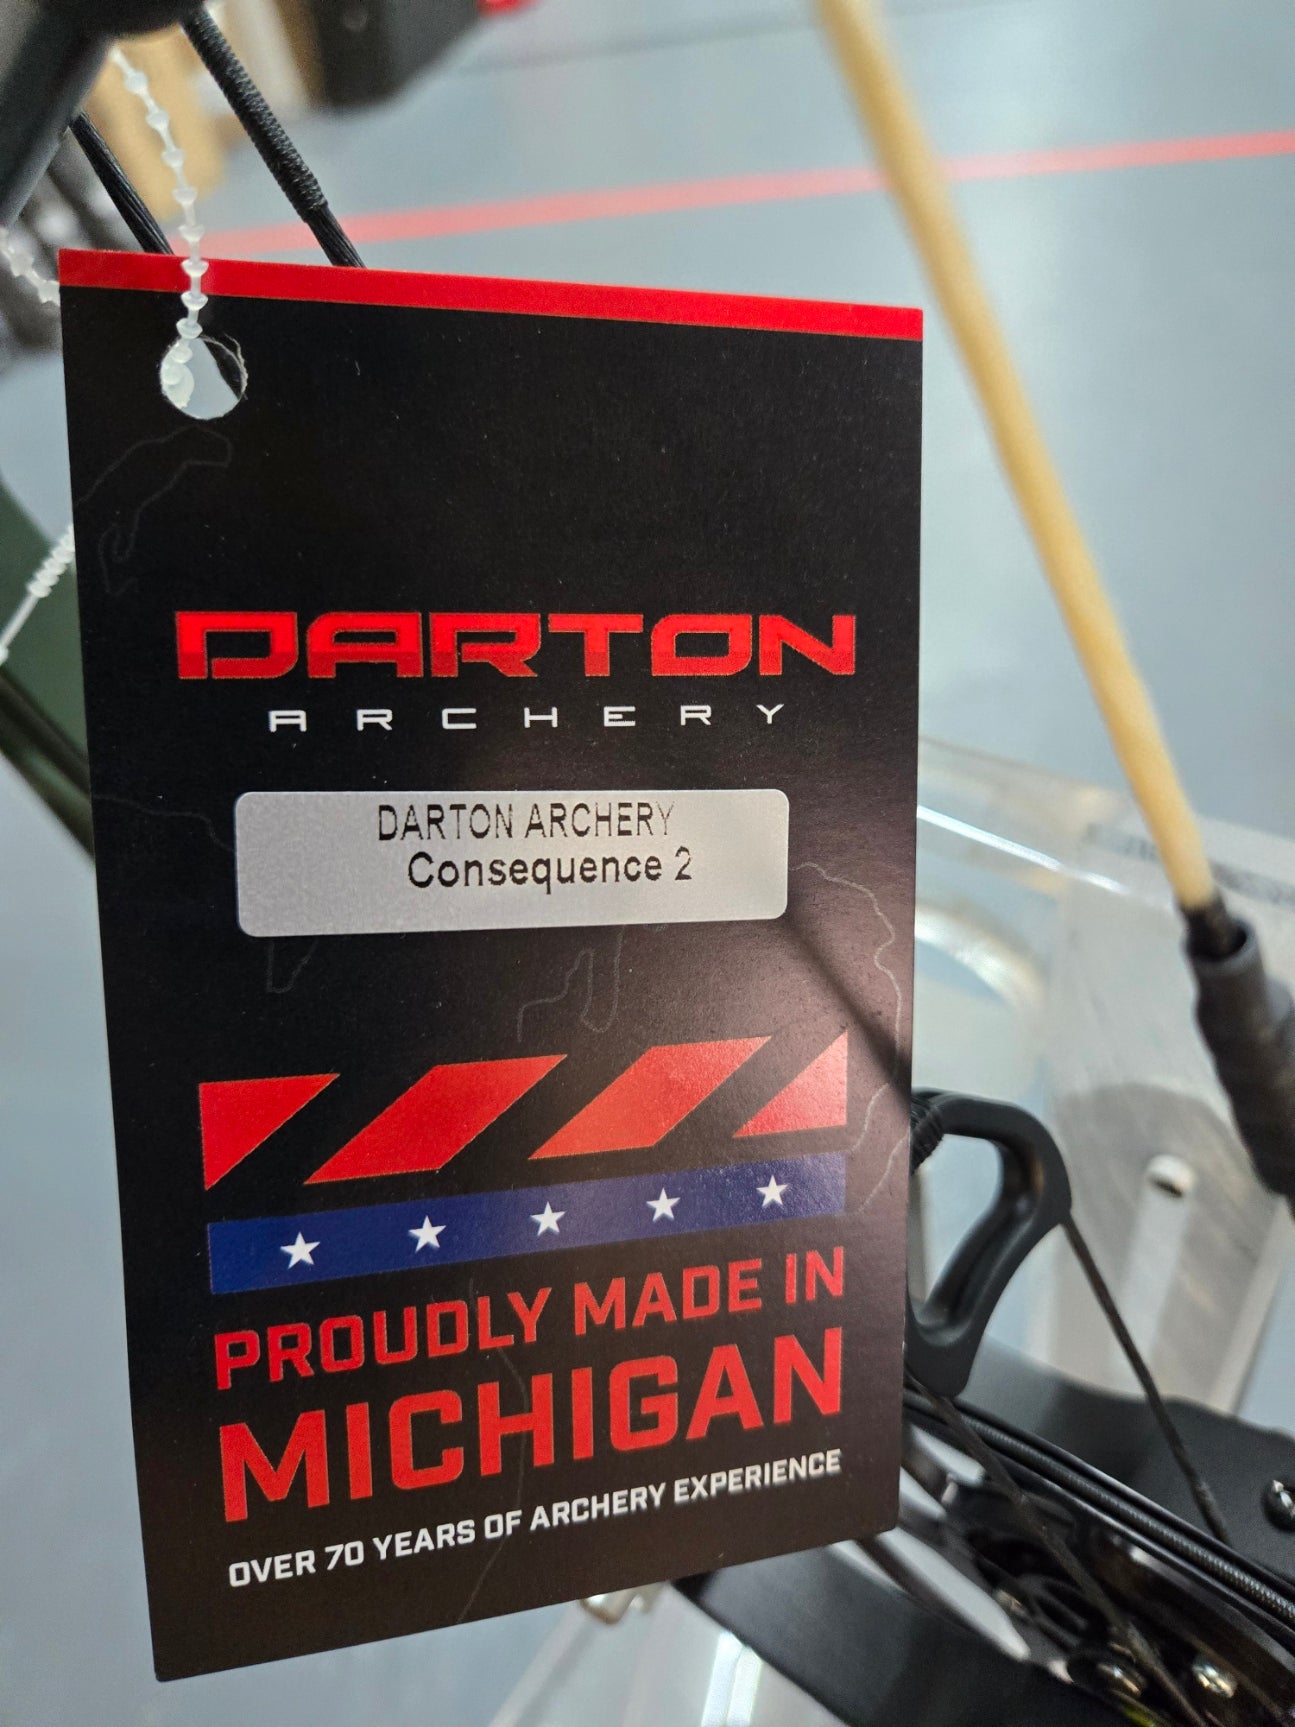 DARTON
ARCHERY
DARTON ARCHERY
Consequence 2
PROUDLY MADE IN
MICHIGAN
OVER 70 YEARS OF ARCHERY EXPERIENCE